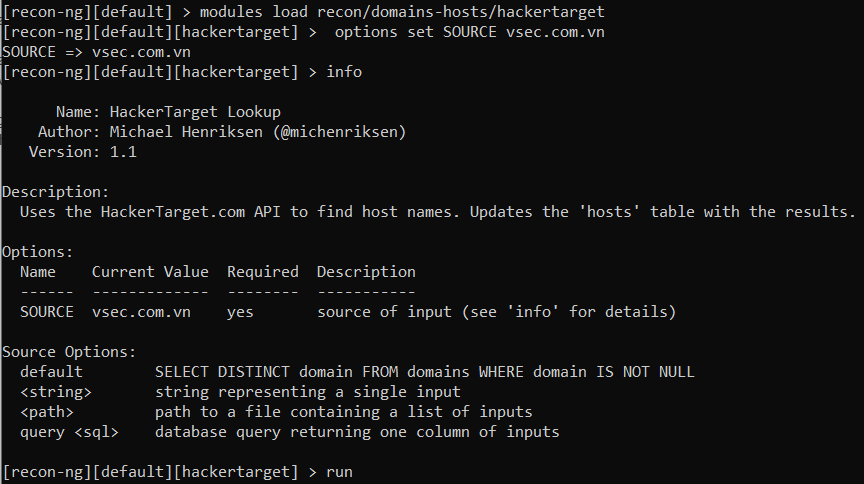 [recon-ng][default] > modules load recon/domains-hosts/hackertarget
[recon-ng][default][hackertarget] >  options set SOURCE vsec.com.vn
SOURCE => vsec.com.vn
[recon-ng][default][hackertarget] > info
Name: HackerTarget Lookup
Author: Michael Henriksen (@michenriksen)
Version: 1.1
Description:
Uses the HackerTarget.com API to find host names. Updates the 'hosts' table with the results.
Options:
Name    Current Value  Required  Description
------  -------------  --------  -----------
SOURCE  vsec.com.vn    yes       source of input (see 'info' for details)
Source Options:
default        SELECT DISTINCT domain FROM domains WHERE domain IS NOT NULL
<string>       string representing a single input
<path>         path to a file containing a list of inputs
query <sql>    database query returning one column of inputs
[recon-ng][default][hackertarget] > run